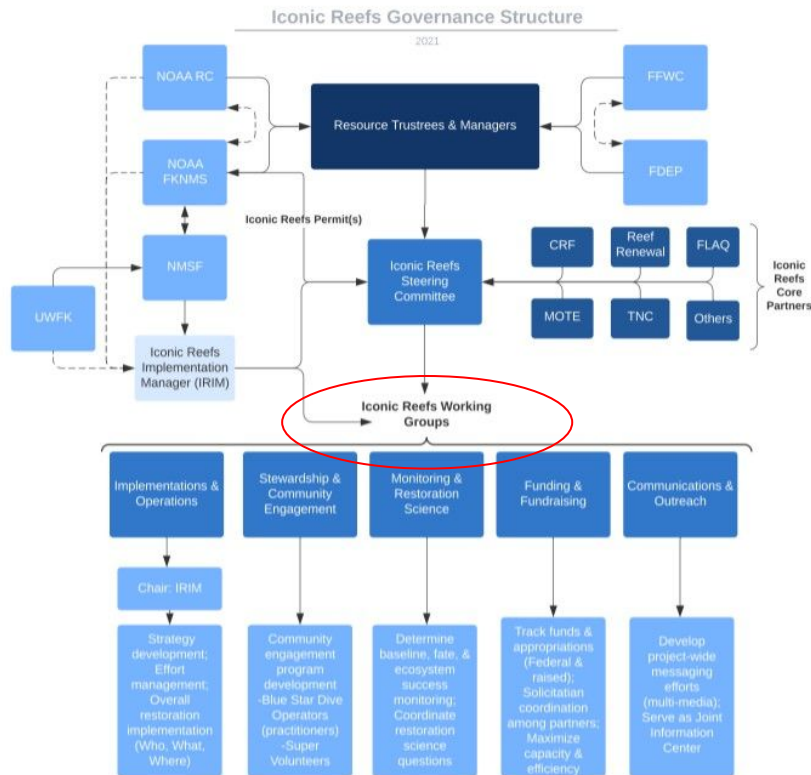 Iconic Reefs Governance Structure
2021
NOAA RC
FFWC
Resource Trustrees & Managers
NOAA
FKNMS
FDEP
Iconic Reefs Permit(s)
NMSF
Iconic Reefs
Steering
Committee
CRF
Reef
Renewal
FLAQ
MOTE
TNC
Others
Iconic
Reefs
Core
Partners
UWFK
Iconic Reefs
Implementation
Manager (IRIM)
Iconic Reefs Working
Groups
Implementations &
Operations
Stewardship &
Community
Engagement
Monitoring &
Restoration
Science
Funding &
Fundraising
Communications &
Outreach
Chair: IRIM
Strategy
development;
Effort
management;
Overall
restoration
implementation
(Who, What,
Where)
Community
engagement
program
development
-Blue Star Dive
Operators
(practitioners)
-Super
Volunteers
Determine
baseline, fate, &
ecosystem
success
monitoring;
Coordinate
restoration
science
questions
Track funds &
appropriations
(Federal &
raised);
Solicitatian
coordination
among partners;
Maximize
capacity &
efficiency
Develop
project-wide
messaging
efforts
(multi-media);
Serve as Joint
Information
Center